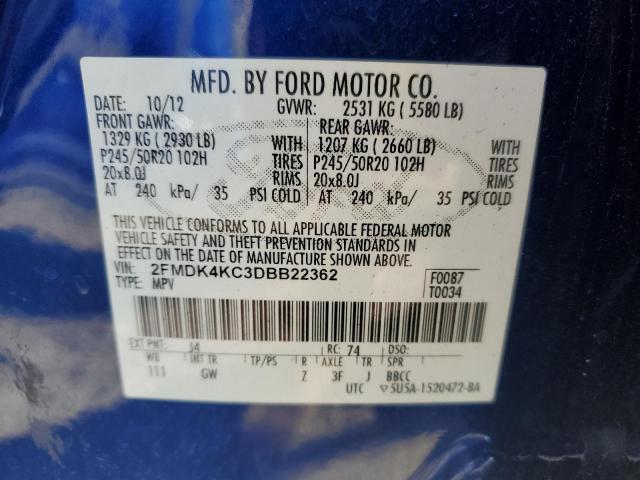 MFD. BY FORD MOTOR CO.
DATE: 10/12 GVWR: 2531 KG ( 5580 LB)
FRONT GAWR: REAR GAWR:
1329 KG ( 2930 LB) WITH 1207 KG ( 2660 LB) WITH
P245/50R20 102H TIRES P245/50R20 102H TIRES
20x8.0J RIMS 20x8.0J RIMS
AT 240 kPa/ 35 PSI COLD AT 240 kPa/ 35 PSI COLD
THIS VEHICLE CONFORMS TO ALL APPLICABLE FEDERAL MOTOR
VEHICLE SAFETY AND THEFT PREVENTION STANDARDS IN
EFFECT ON THE DATE OF MANUFACTURE SHOWN ABOVE.
VIN: 2FMDK4KC3DBB22362 F0087
TYPE: MPV T0034
EXT PNT: J4 RC: 74 DSO:
WB INT TR TP/PS R AXLE TR SPR
GW Z 3F J BBCC
UTC 5U5A-1520472-BA